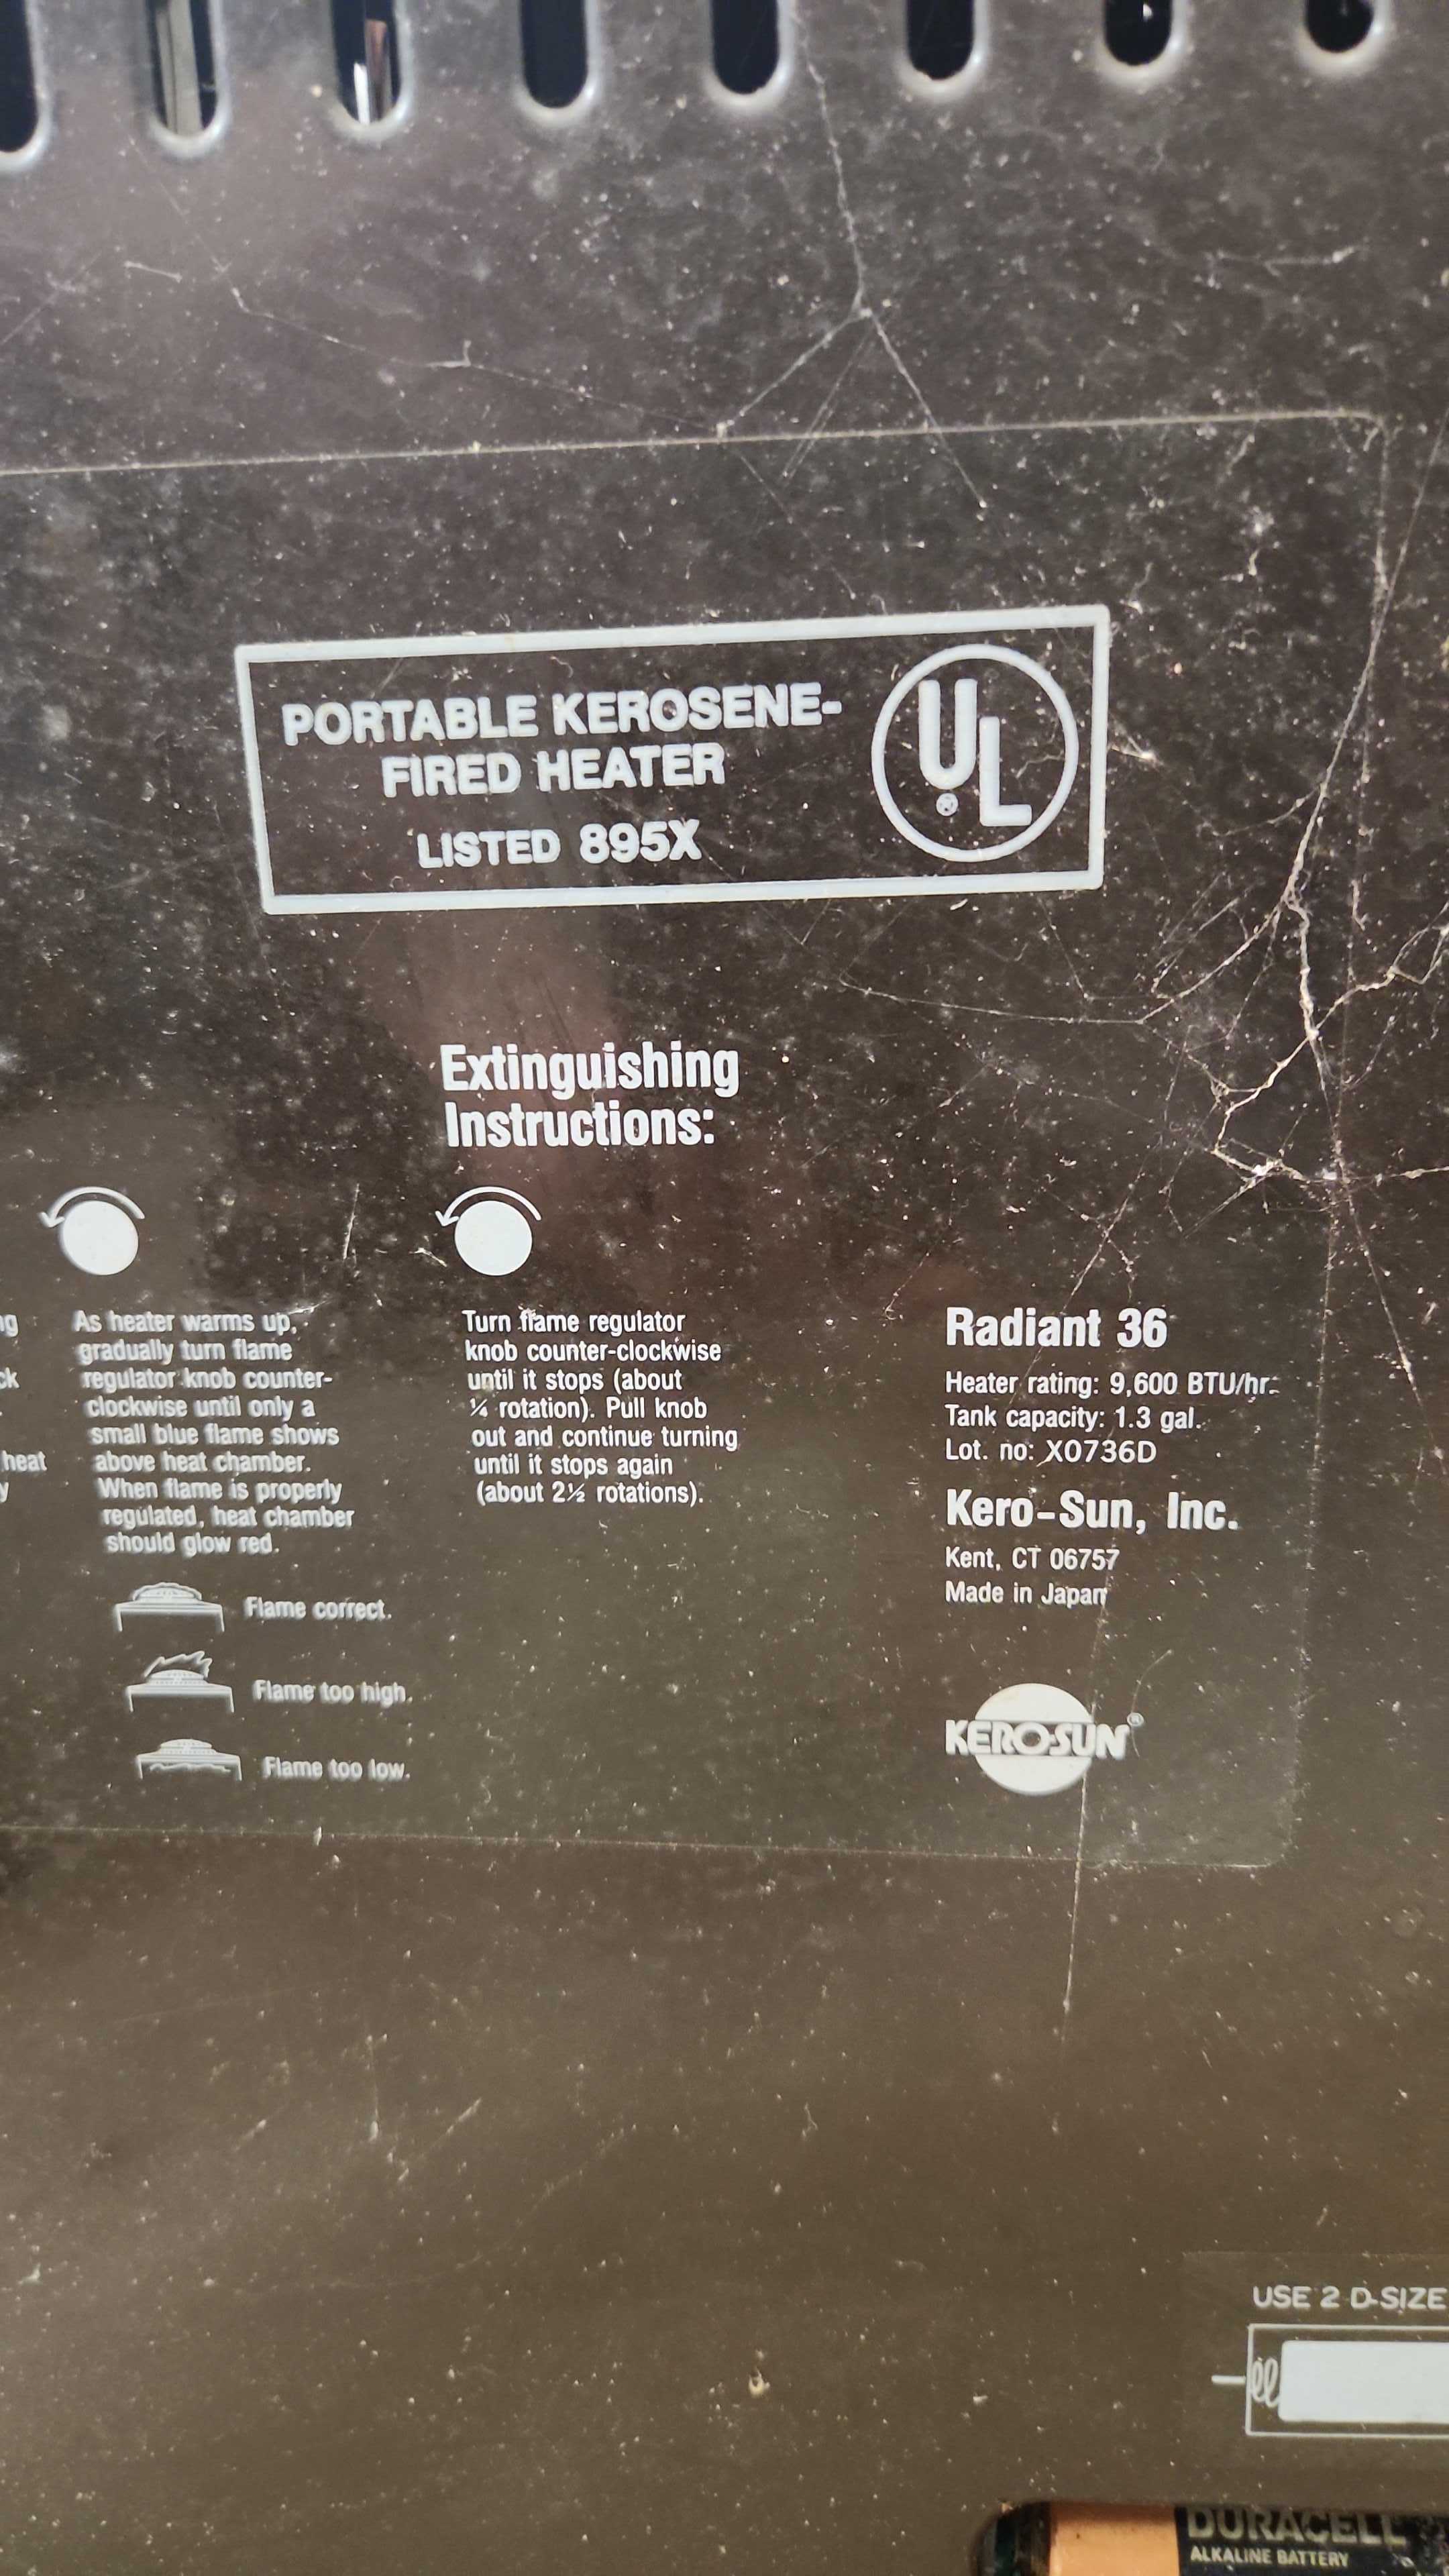 PORTABLE KEROSENE-
FIRED HEATER
LISTED 895X
UL
®
Extinguishing
Instructions:
ng
ck
heat
y
As heater warms up,
gradually turn flame
regulator knob counter-
clockwise until only a
small blue flame shows
above heat chamber.
When flame is properly
regulated, heat chamber
should glow red.
Flame correct.
Flame too high.
Flame too low.
Turn flame regulator
knob counter-clockwise
until it stops (about
¼ rotation). Pull knob
out and continue turning
until it stops again
(about 2½ rotations).
Radiant 36
Heater rating: 9,600 BTU/hr.
Tank capacity: 1.3 gal.
Lot. no: X0736D
Kero-Sun, Inc.
Kent, CT 06757
Made in Japan
KERO-SUN®
USE 2 D-SIZE
DURACELL
ALKALINE BATTERY